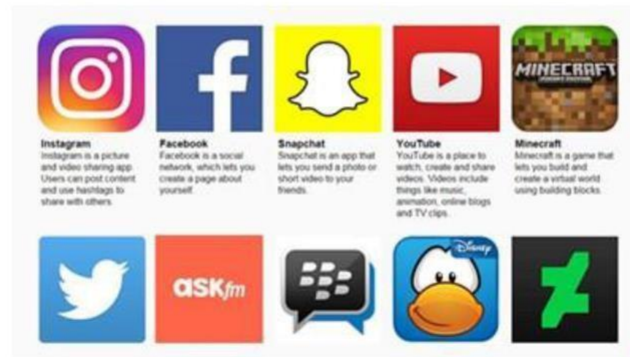 MINECRAFT
Instagram
Instagram is a picture
and video sharing app.
Users can post content
and use hashtags to
share with others.
Facebook
Facebook is a social
network, which lets you
create a page about
yourself.
Snapchat
Snapchat is an app that
lets you send a photo or
short video to your
friends.
YouTube
YouTube is a place to
watch, create and share
videos. Videos include
things like music,
animation, online blogs
and TV clips.
Minecraft
Minecraft is a game that
lets you build and
create a virtual world
using building blocks.
askfm
Disney